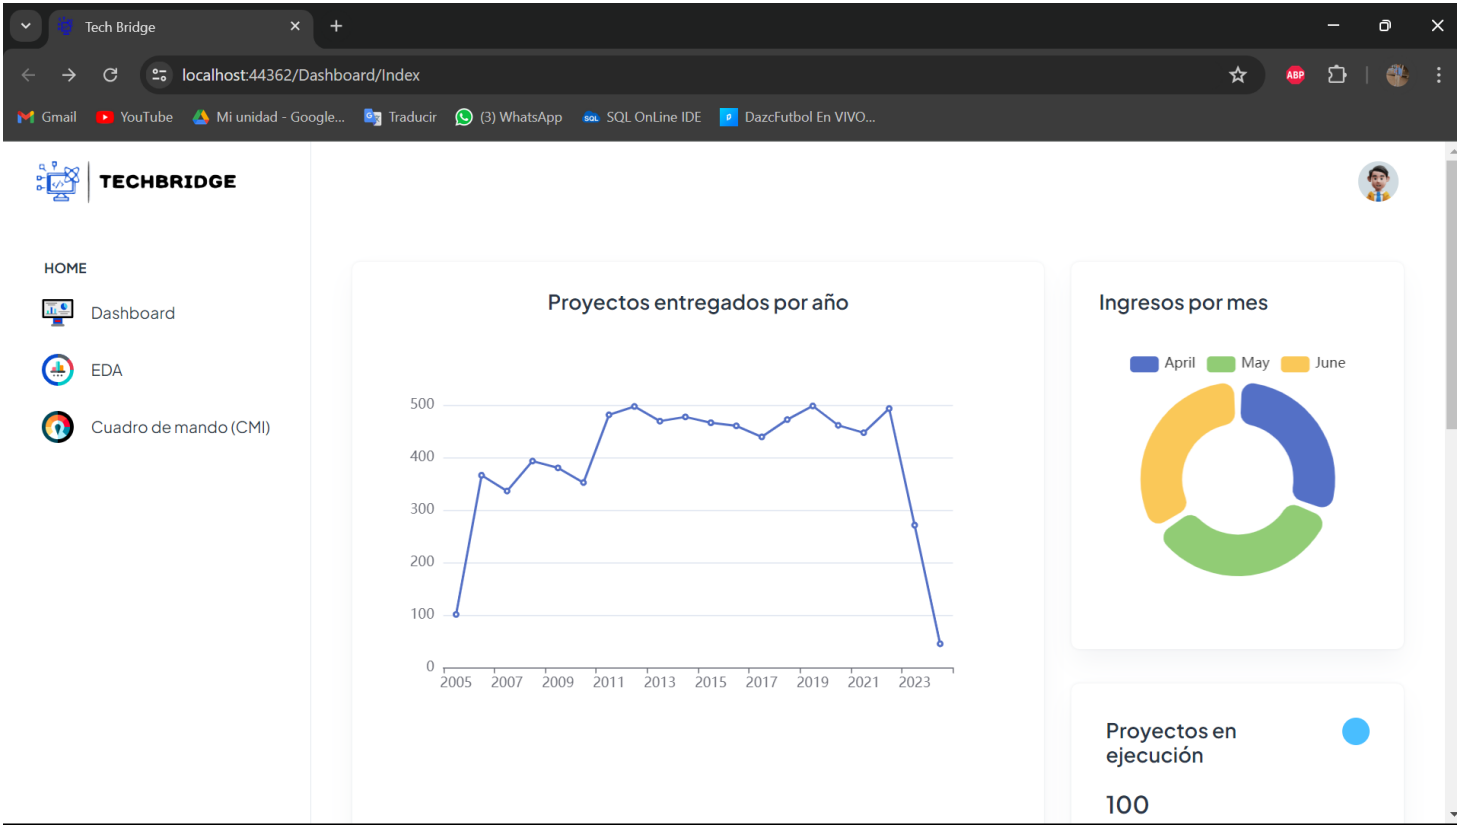 Tech Bridge
localhost:44362/Dashboard/Index
ABP
Gmail YouTube Mi unidad - Google... Traducir (3) WhatsApp SQL SQL OnLine IDE DazcFutbol En VIVO...
TECHBRIDGE
HOME
Dashboard
EDA
Cuadro de mando (CMI)
Proyectos entregados por año
500
400
300
200
100
0
2005 2007 2009 2011 2013 2015 2017 2019 2021 2023
Ingresos por mes
April May June
Proyectos en
ejecución
100